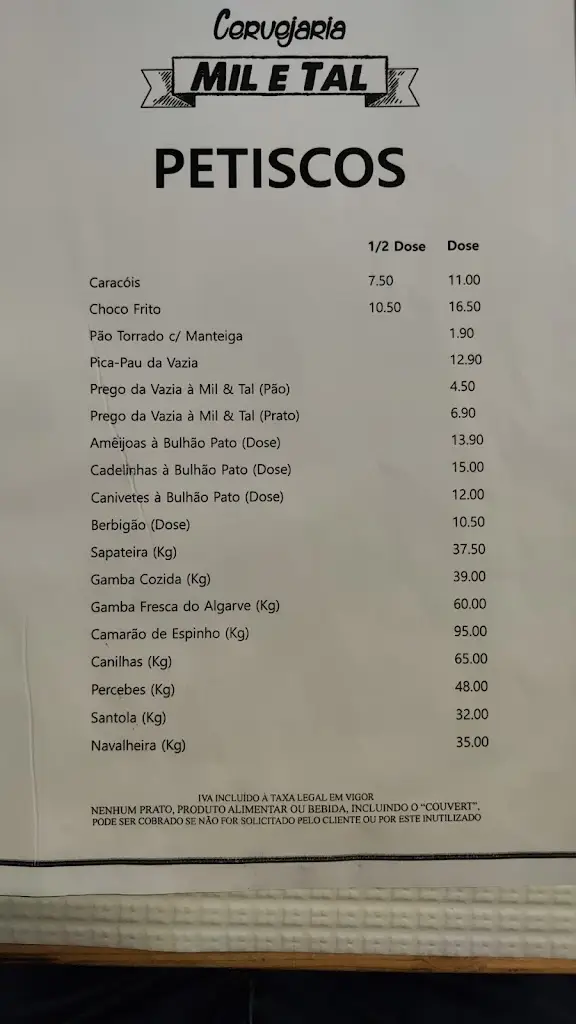 Cervejaria
MIL E TAL
PETISCOS
1/2 Dose Dose
Caracóis 7.50 11.00
Choco Frito 10.50 16.50
Pão Torrado c/ Manteiga 1.90
Pica-Pau da Vazia 12.90
Prego da Vazia à Mil & Tal (Pão) 4.50
Prego da Vazia à Mil & Tal (Prato) 6.90
Amêijoas à Bulhão Pato (Dose) 13.90
Cadelinhas à Bulhão Pato (Dose) 15.00
Canivetes à Bulhão Pato (Dose) 12.00
Berbigão (Dose) 10.50
Sapateira (Kg) 37.50
Gamba Cozida (Kg) 39.00
Gamba Fresca do Algarve (Kg) 60.00
Camarão de Espinho (Kg) 95.00
Canilhas (Kg) 65.00
Percebes (Kg) 48.00
Santola (Kg) 32.00
Navalheira (Kg) 35.00
IVA INCLUÍDO À TAXA LEGAL EM VIGOR
NENHUM PRATO, PRODUTO ALIMENTAR OU BEBIDA, INCLUINDO O “COUVERT”,
PODE SER COBRADO SE NÃO FOR SOLICITADO PELO CLIENTE OU POR ESTE INUTILIZADO